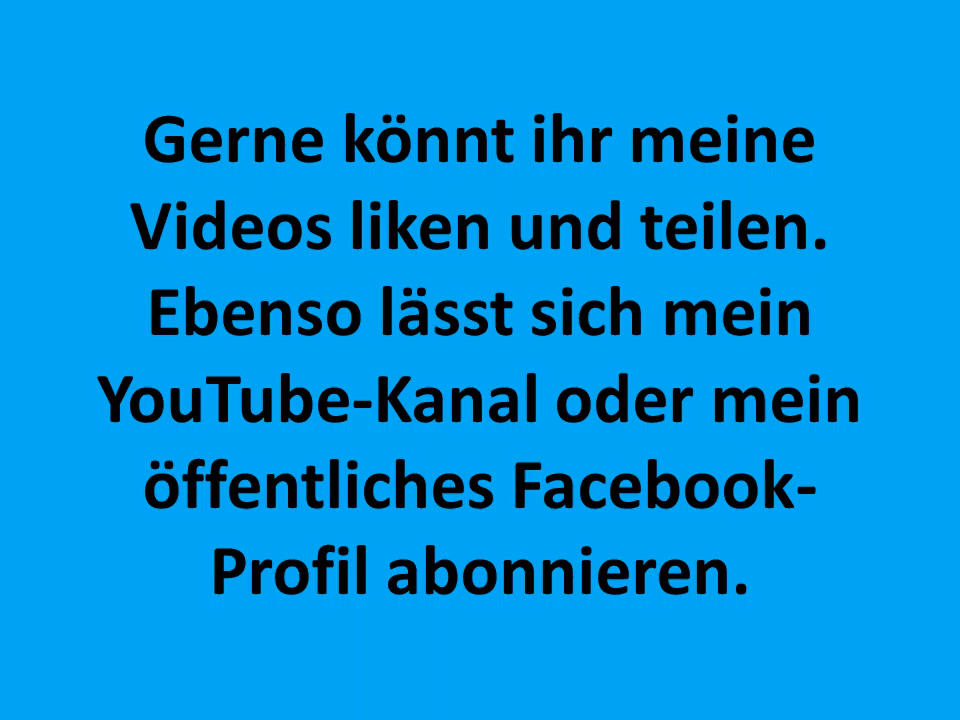 Gerne könnt ihr meine
Videos liken und teilen.
Ebenso lässt sich mein
YouTube-Kanal oder mein
öffentliches Facebook-
Profil abonnieren.